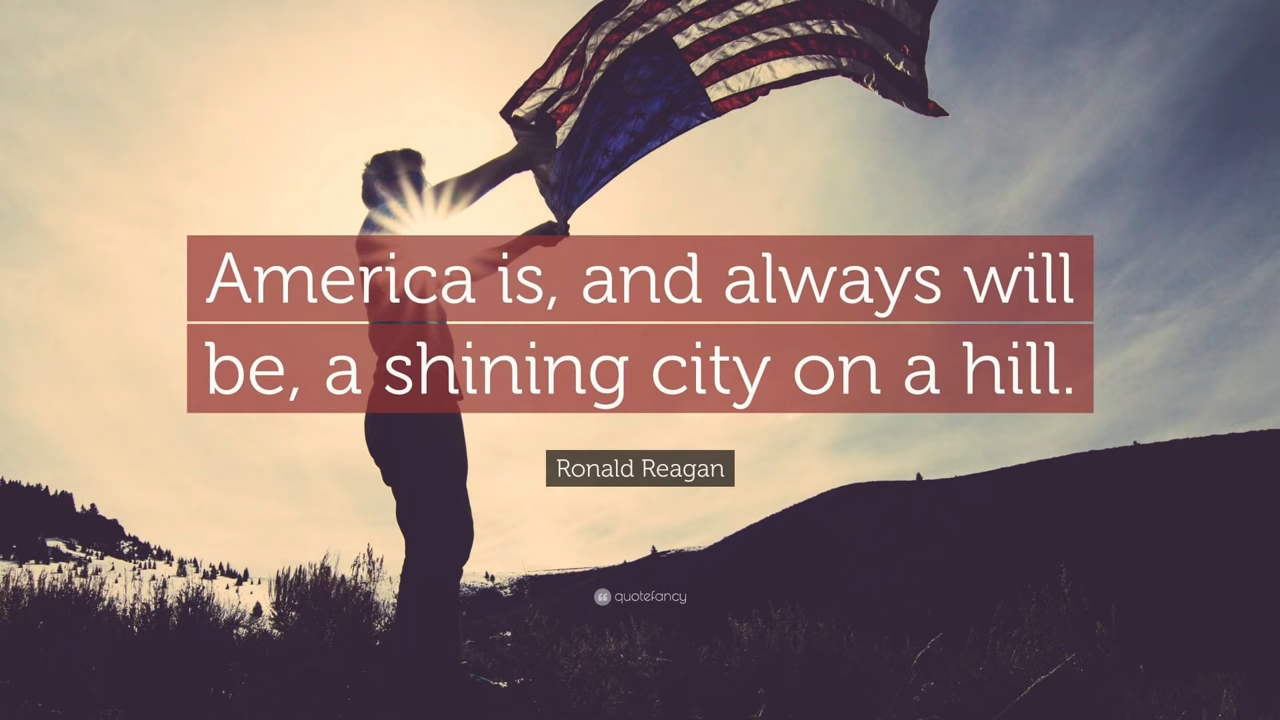 America is, and always will
be, a shining city on a hill.
Ronald Reagan
quotefancy